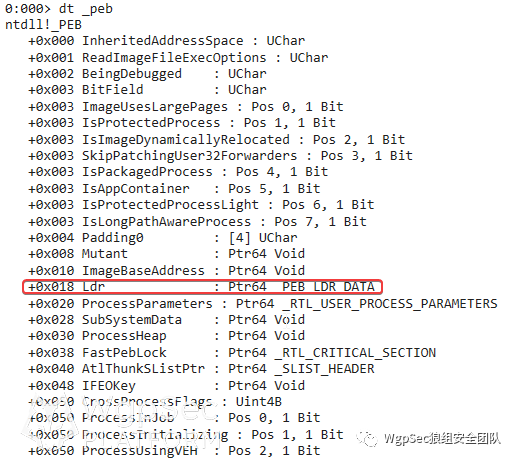 0:000> dt _peb
ntdll!_PEB
   +0x000 InheritedAddressSpace : UChar
   +0x001 ReadImageFileExecOptions : UChar
   +0x002 BeingDebugged    : UChar
   +0x003 BitField         : UChar
   +0x003 ImageUsesLargePages : Pos 0, 1 Bit
   +0x003 IsProtectedProcess : Pos 1, 1 Bit
   +0x003 IsImageDynamicallyRelocated : Pos 2, 1 Bit
   +0x003 SkipPatchingUser32Forwarders : Pos 3, 1 Bit
   +0x003 IsPackagedProcess : Pos 4, 1 Bit
   +0x003 IsAppContainer   : Pos 5, 1 Bit
   +0x003 IsProtectedProcessLight : Pos 6, 1 Bit
   +0x003 IsLongPathAwareProcess : Pos 7, 1 Bit
   +0x004 Padding0         : [4] UChar
   +0x008 Mutant           : Ptr64 Void
   +0x010 ImageBaseAddress : Ptr64 Void
   +0x018 Ldr              : Ptr64 _PEB_LDR_DATA
   +0x020 ProcessParameters : Ptr64 _RTL_USER_PROCESS_PARAMETERS
   +0x028 SubSystemData    : Ptr64 Void
   +0x030 ProcessHeap      : Ptr64 Void
   +0x038 FastPebLock      : Ptr64 _RTL_CRITICAL_SECTION
   +0x040 AtlThunkSListPtr : Ptr64 _SLIST_HEADER
   +0x048 IFEOKey          : Ptr64 Void
   +0x050 CrossProcessFlags : Uint4B
   +0x050 ProcessInJob     : Pos 0, 1 Bit
   +0x050 ProcessInitializing : Pos 1, 1 Bit
   +0x050 ProcessUsingVEH  : Pos 2, 1 Bit
WgpSec
PLATFORM
WgpSec狼组安全团队